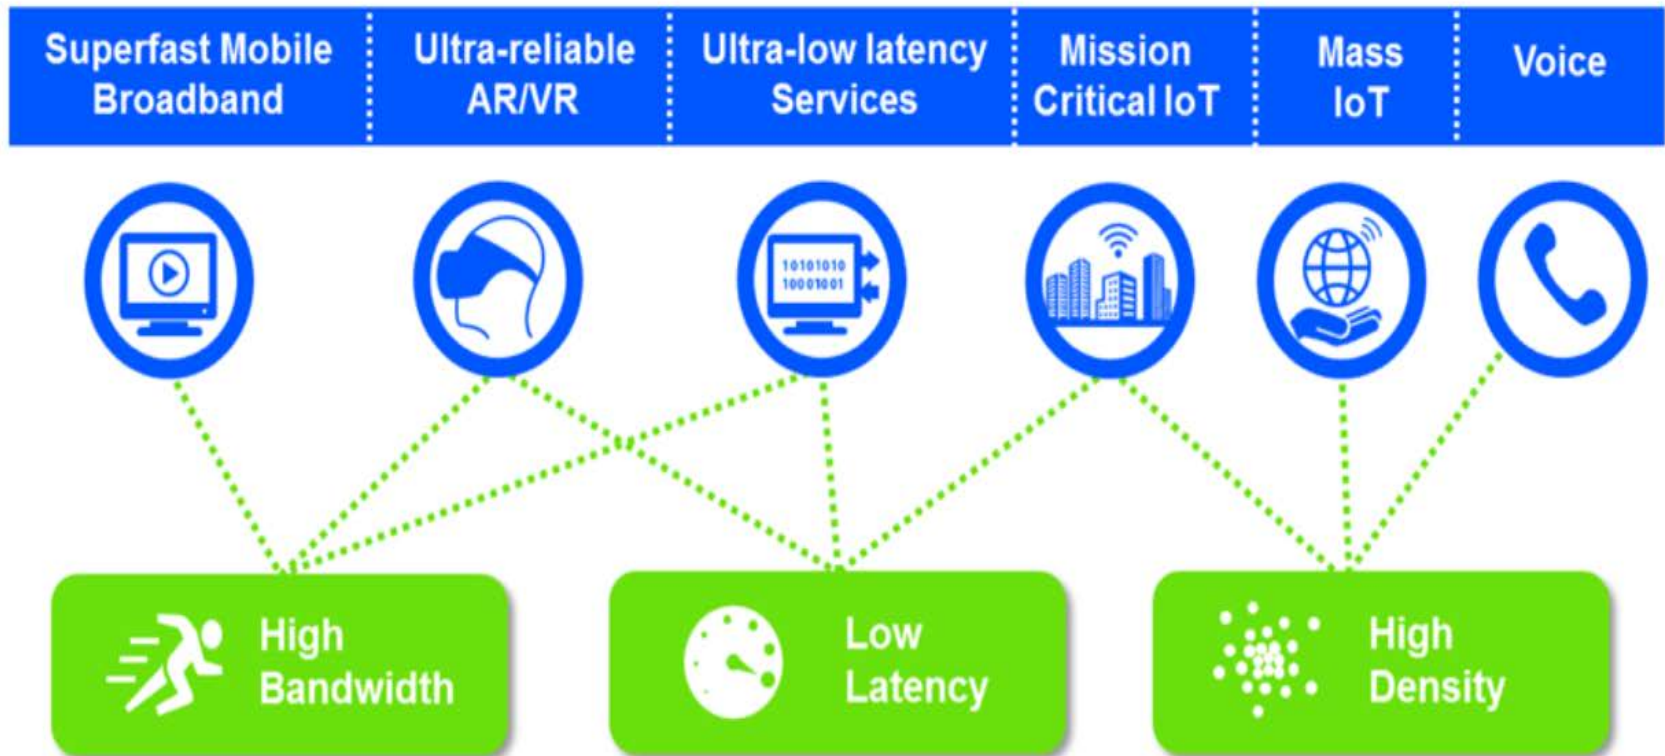 Superfast Mobile
Broadband
Ultra-reliable
AR/VR
Ultra-low latency
Services
Mission
Critical IoT
Mass
IoT
Voice
10101010
10001001
High
Bandwidth
Low
Latency
High
Density